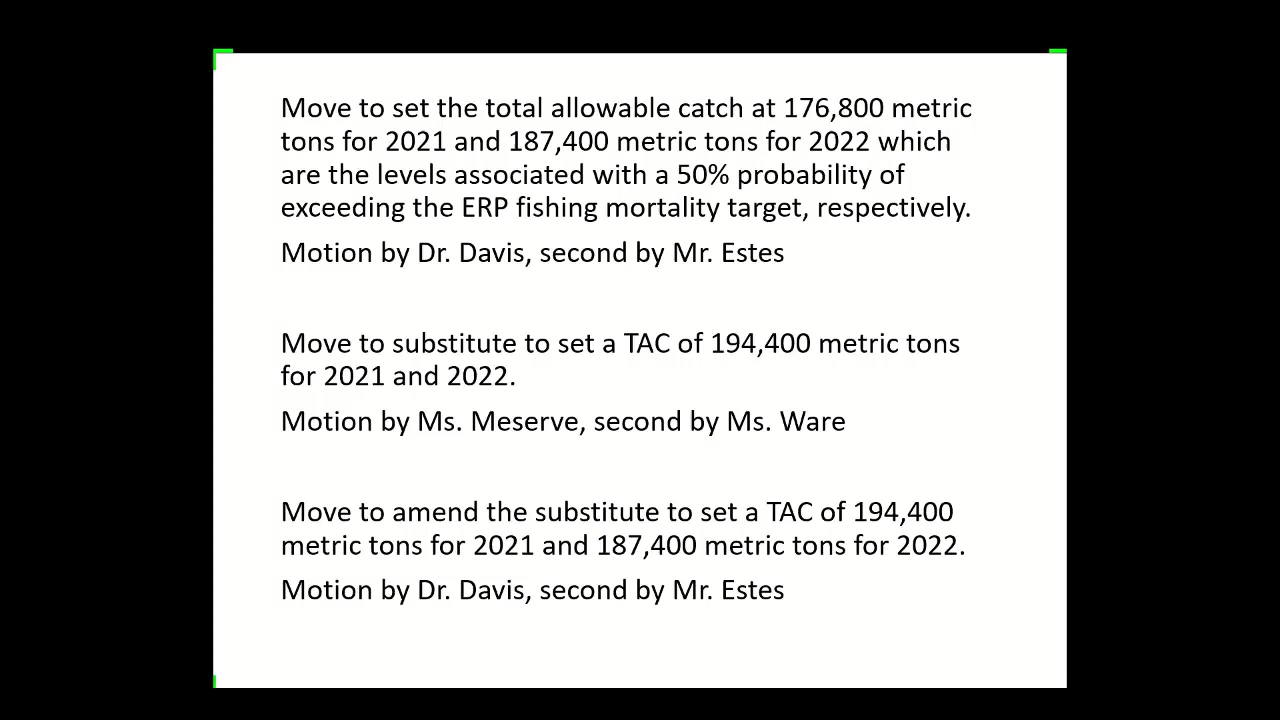 Move to set the total allowable catch at 176,800 metric
tons for 2021 and 187,400 metric tons for 2022 which
are the levels associated with a 50% probability of
exceeding the ERP fishing mortality target, respectively.
Motion by Dr. Davis, second by Mr. Estes
Move to substitute to set a TAC of 194,400 metric tons
for 2021 and 2022.
Motion by Ms. Meserve, second by Ms. Ware
Move to amend the substitute to set a TAC of 194,400
metric tons for 2021 and 187,400 metric tons for 2022.
Motion by Dr. Davis, second by Mr. Estes